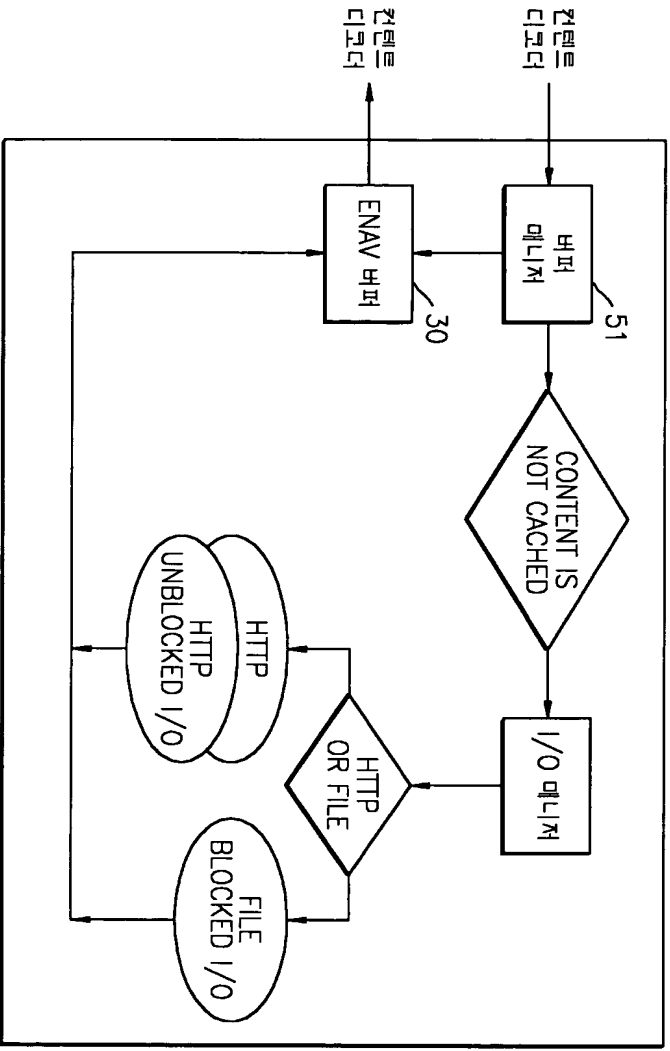 컨텐트
디코더
버퍼
매니저
51
CONTENT IS
NOT CACHED
I/O 매니저
컨텐트
디코더
ENAV 버퍼
30
HTTP
OR FILE
HTTP
HTTP
UNBLOCKED I/O
FILE
BLOCKED I/O